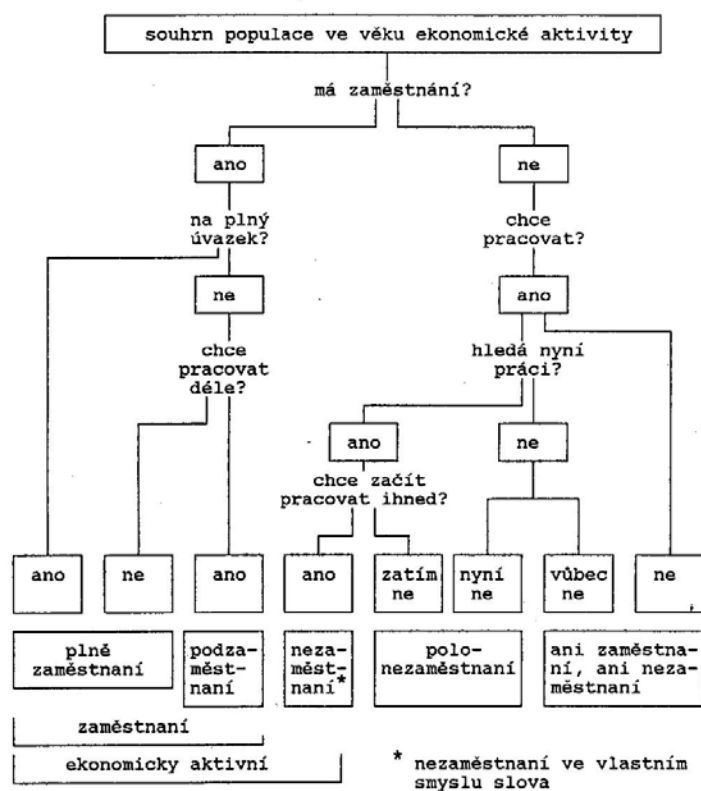 souhrn populace ve věku ekonomické aktivity
má zaměstnání?
ano
ne
na plný
úvazek?
chce
pracovat?
ne
ano
chce
pracovat
déle?
hledá nyní
práci?
ano
ne
chce začít
pracovat ihned?
ano
ne
ano
ano
zatím
ne
nyní
ne
vůbec
ne
ne
plně
zaměstnaní
podza-
měst-
naní
neza-
měst-
naní*
polo-
nezaměstnaní
ani zaměstna-
ní, ani neza-
městnaní
zaměstnaní
ekonomicky aktivní
* nezaměstnaní ve vlastním
smyslu slova